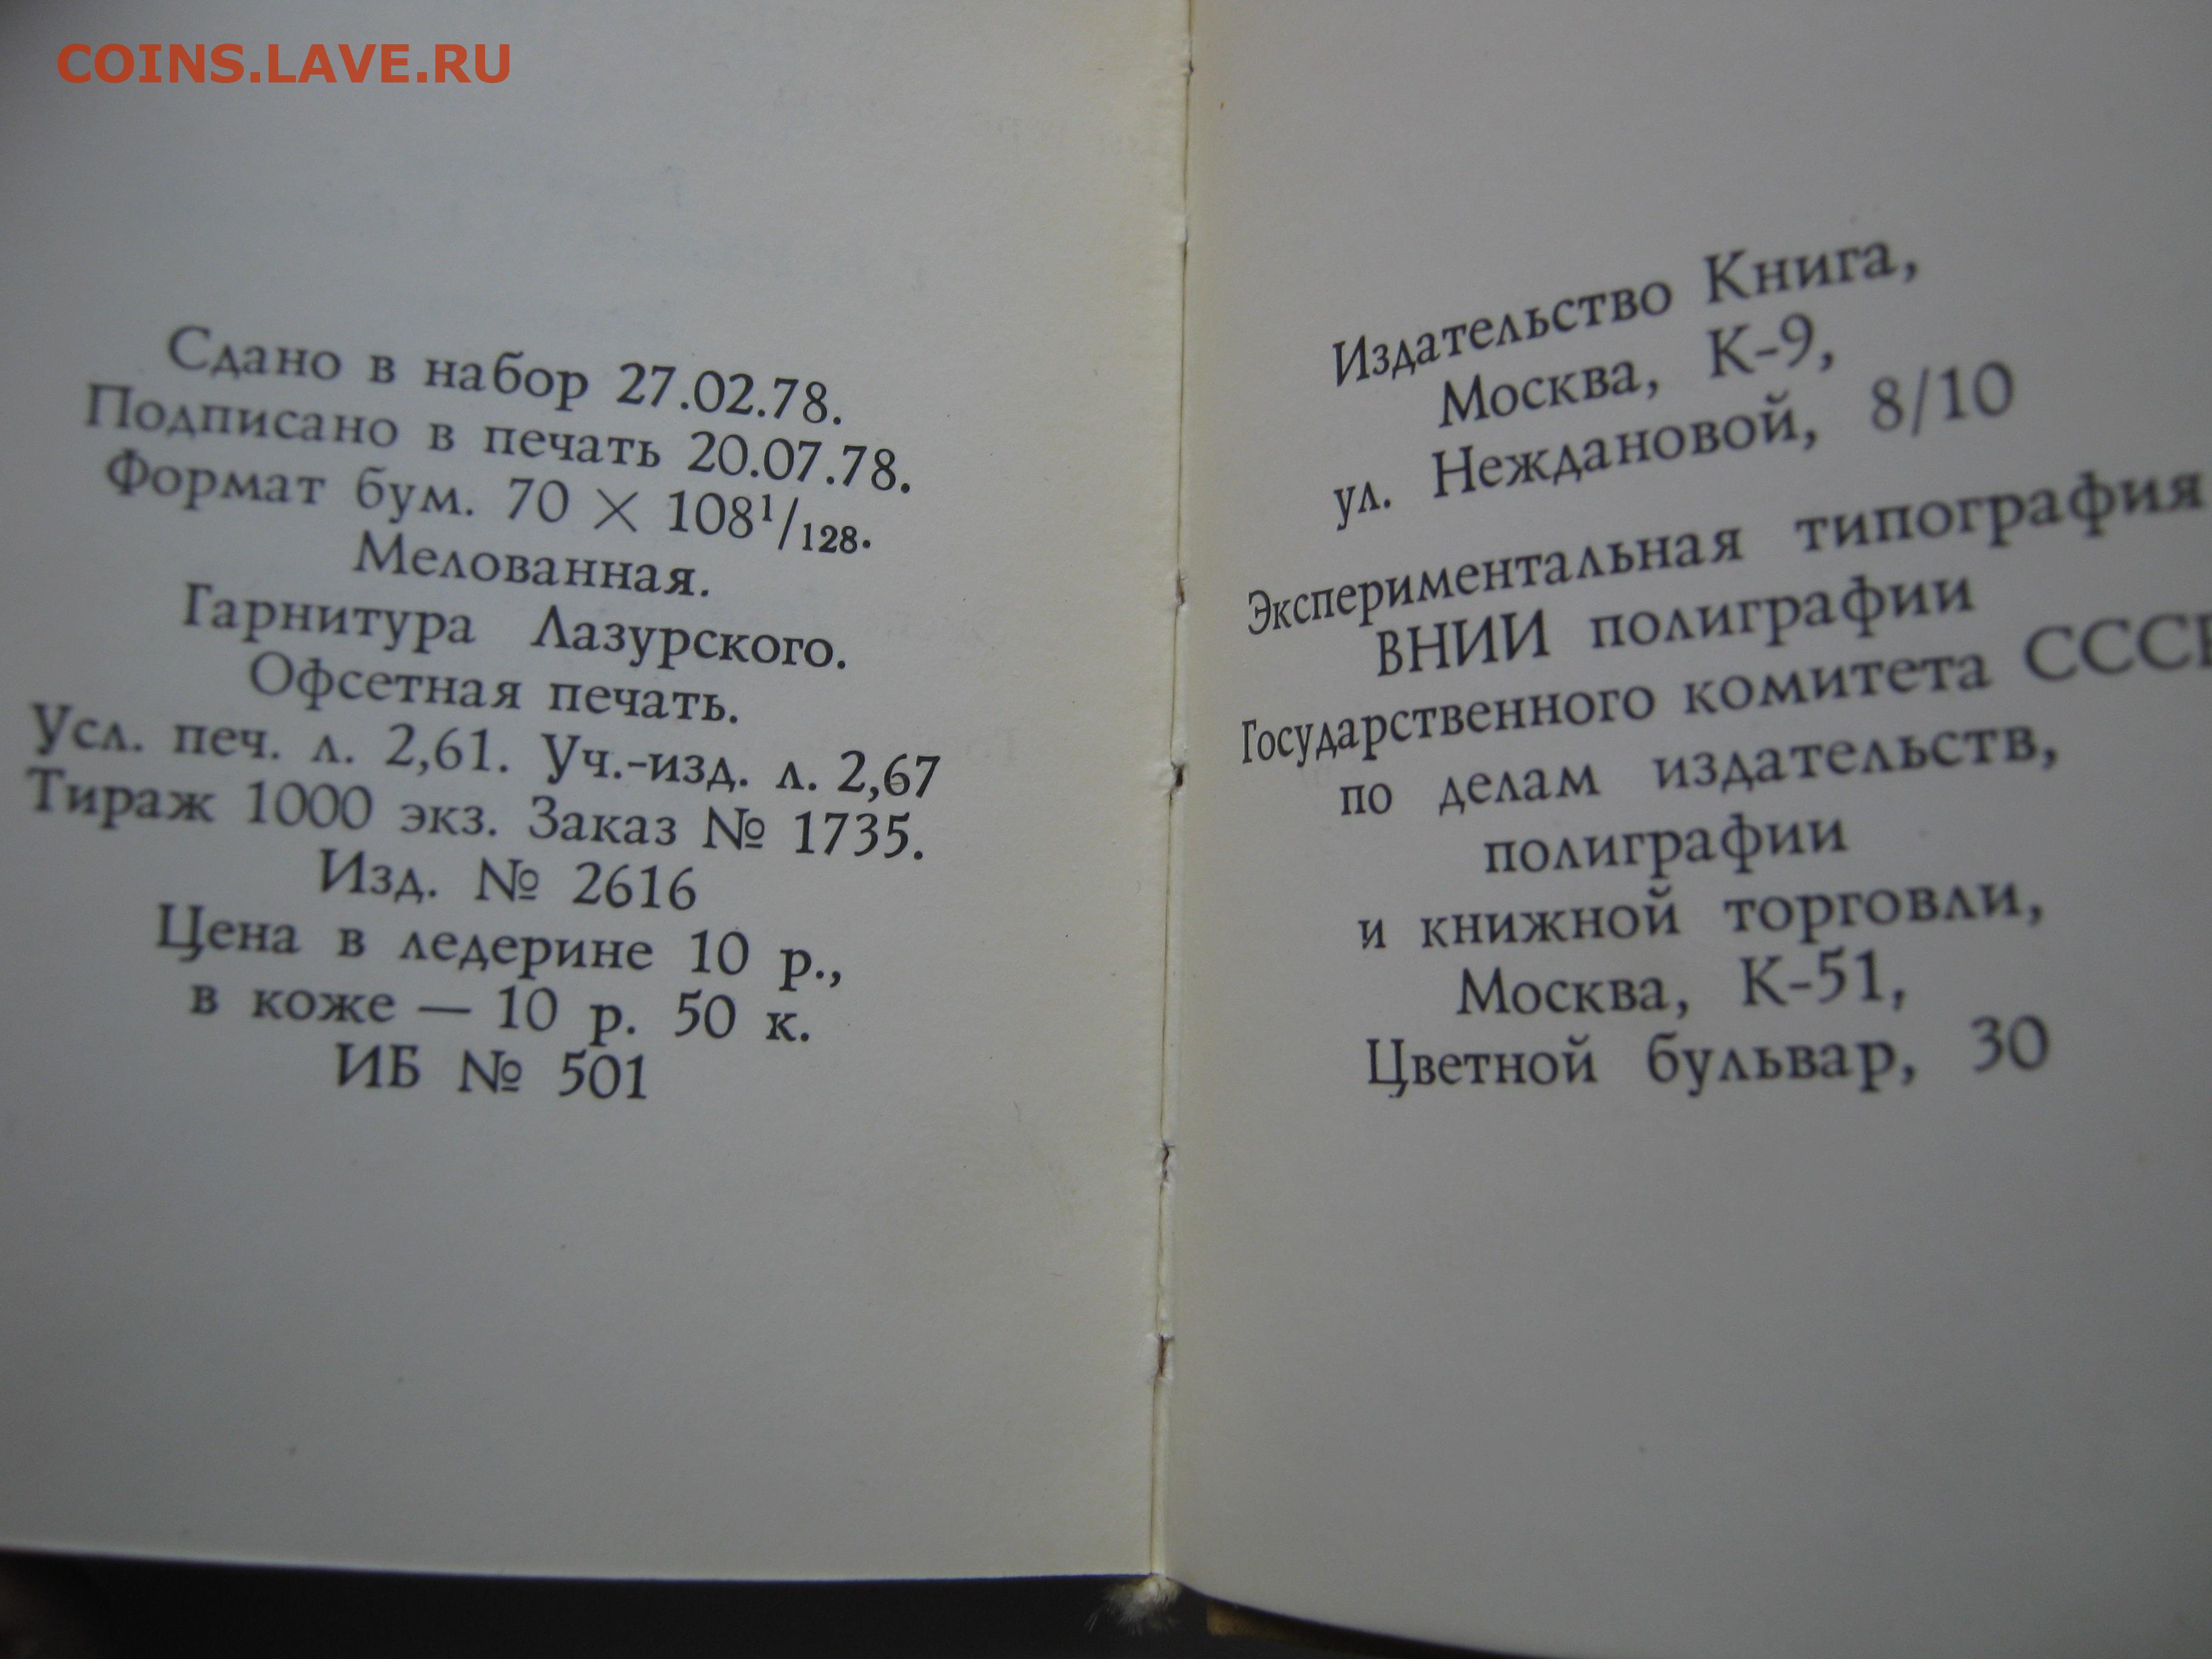 COINS.LAVE.RU
Сдано в набор 27.02.78.
Подписано в печать 20.07.78.
Формат бум. 70 × 108¹/₁₂₈.
Мелованная.
Гарнитура Лазурского.
Офсетная печать.
Усл. печ. л. 2,61. Уч.-изд. л. 2,67
Тираж 1000 экз. Заказ № 1735.
Изд. № 2616
Цена в ледерине 10 р.,
в коже — 10 р. 50 к.
ИБ № 501
Издательство Книга,
Москва, К-9,
ул. Неждановой, 8/10
Экспериментальная типография
ВНИИ полиграфии
Государственного комитета СССР
по делам издательств,
полиграфии
и книжной торговли,
Москва, К-51,
Цветной бульвар, 30